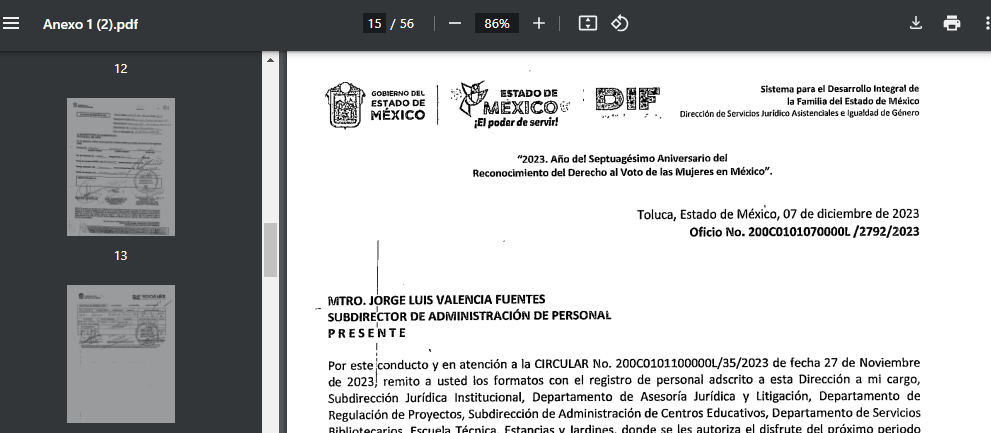 Anexo 1 (2).pdf
15 / 56
86%
12
13
GOBIERNO DEL
ESTADO DE
MÉXICO
ESTADO DE
MÉXICO
¡El poder de servir!
DIF
Sistema para el Desarrollo Integral de
la Familia del Estado de México
Dirección de Servicios Jurídico Asistenciales e Igualdad de Género
"2023. Año del Septuagésimo Aniversario del
Reconocimiento del Derecho al Voto de las Mujeres en México".
Toluca, Estado de México, 07 de diciembre de 2023
Oficio No. 200C0101070000L /2792/2023
MTRO. JORGE LUIS VALENCIA FUENTES
SUBDIRECTOR DE ADMINISTRACIÓN DE PERSONAL
P R E S E N T E
Por este conducto y en atención a la CIRCULAR No. 200C0101100000L/35/2023 de fecha 27 de Noviembre
de 2023, remito a usted los formatos con el registro de personal adscrito a esta Dirección a mi cargo,
Subdirección Jurídica Institucional, Departamento de Asesoría Jurídica y Litigación, Departamento de
Regulación de Proyectos, Subdirección de Administración de Centros Educativos, Departamento de Servicios
Bibliotecarios, Escuela Técnica, Estancias y Jardines, donde se les autoriza el disfrute del próximo periodo